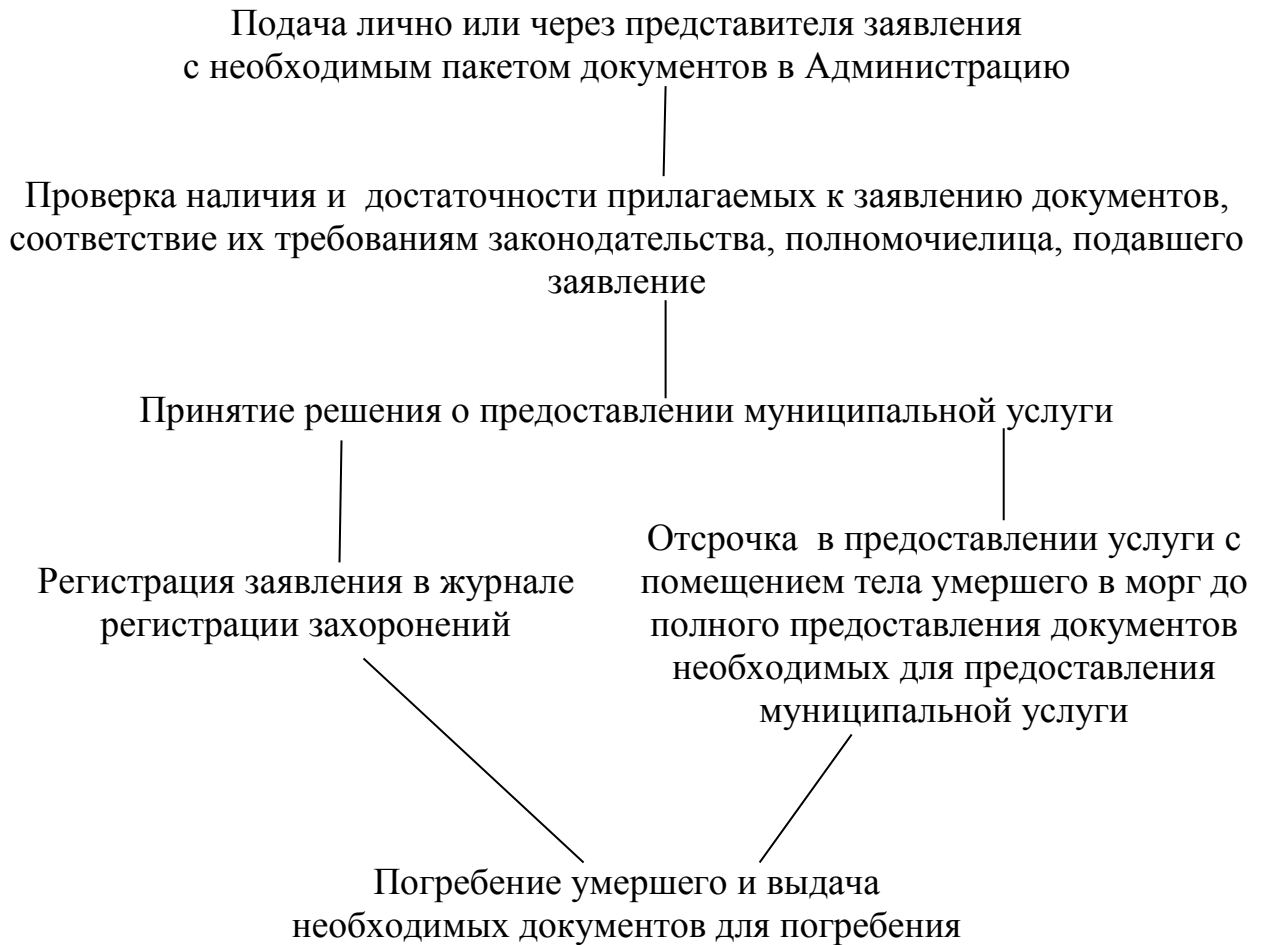 Подача лично или через представителя заявления
с необходимым пакетом документов в Администрацию
Проверка наличия и  достаточности прилагаемых к заявлению документов,
соответствие их требованиям законодательства, полномочиелица, подавшего
заявление
Принятие решения о предоставлении муниципальной услуги
Регистрация заявления в журнале
регистрации захоронений
Отсрочка  в предоставлении услуги с
помещением тела умершего в морг до
полного предоставления документов
необходимых для предоставления
муниципальной услуги
Погребение умершего и выдача
необходимых документов для погребения